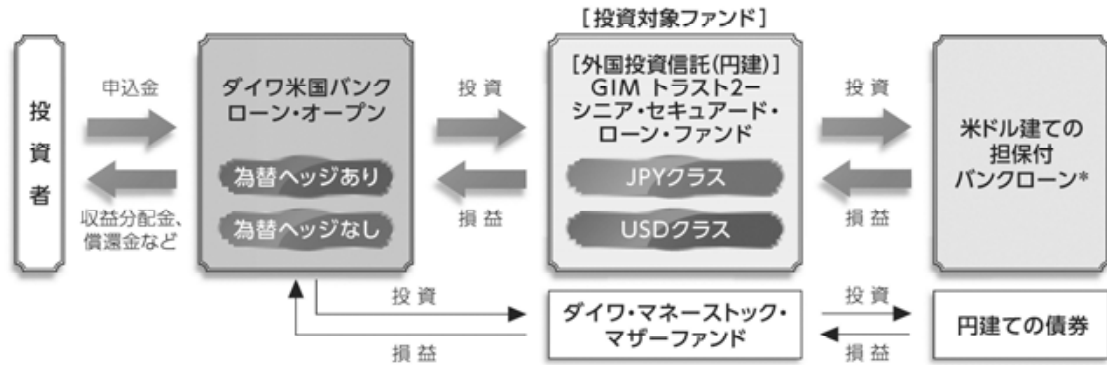 [投資対象ファンド]
投資者
申込金
収益分配金、
償還金など
ダイワ米国バンク
ローン・オープン
為替ヘッジあり
為替ヘッジなし
投資
損益
[外国投資信託(円建)]
GIM トラスト2−
シニア・セキュアード・
ローン・ファンド
JPYクラス
USDクラス
投資
損益
米ドル建ての
担保付
バンクローン*
投資
損益
ダイワ・マネーストック・
マザーファンド
投資
損益
円建ての債券